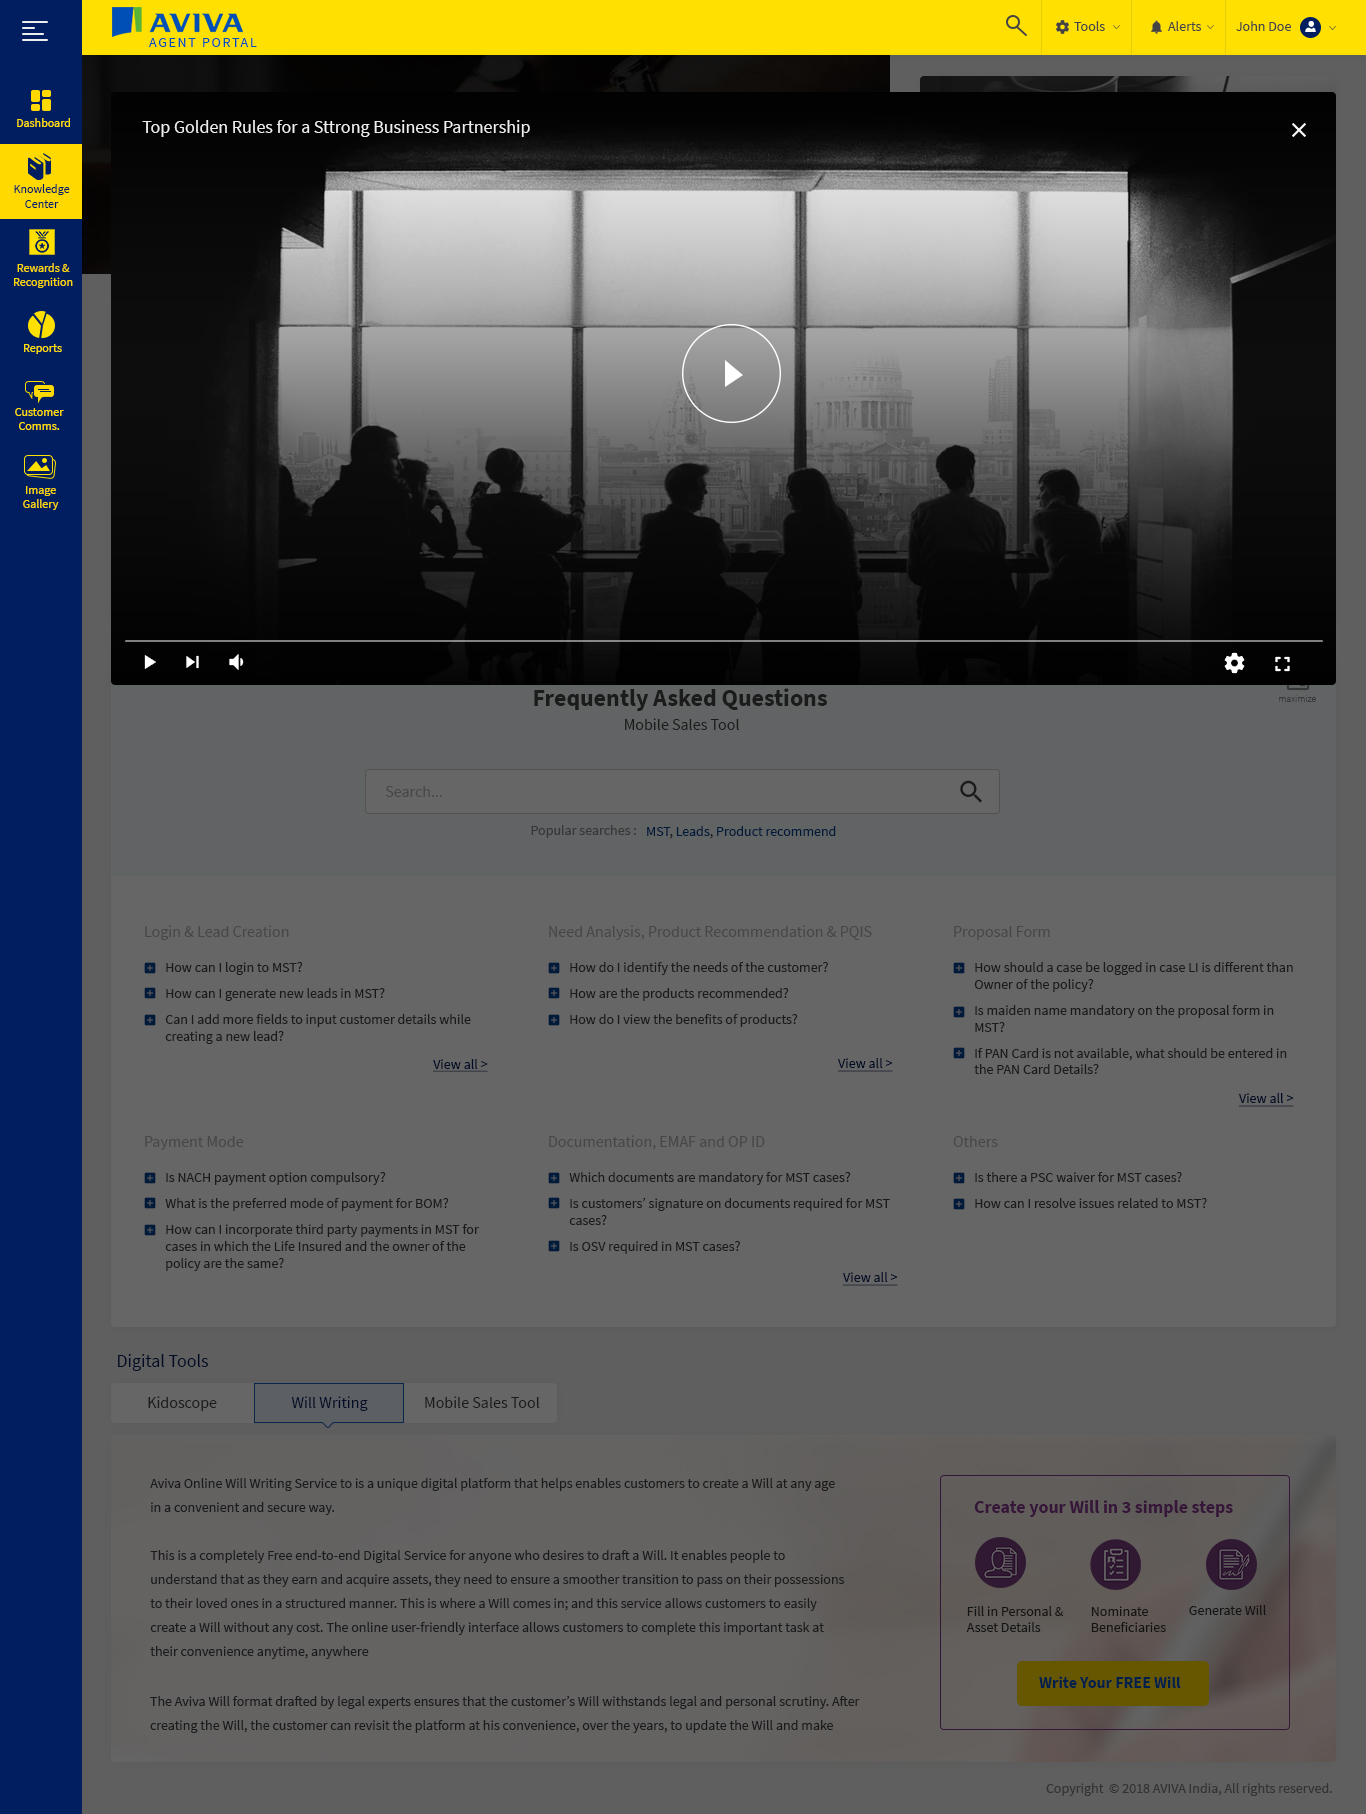 AVIVA
AGENT PORTAL
Tools
Alerts
John Doe
Dashboard
Knowledge
Center
Rewards &
Recognition
Reports
Customer
Comms.
Image
Gallery
Top Golden Rules for a Sttrong Business Partnership
Frequently Asked Questions
maximize
Mobile Sales Tool
Search...
Popular searches : MST, Leads, Product recommend
Login & Lead Creation
How can I login to MST?
How can I generate new leads in MST?
Can I add more fields to input customer details while
creating a new lead?
View all >
Need Analysis, Product Recommendation & PQIS
How do I identify the needs of the customer?
How are the products recommended?
How do I view the benefits of products?
View all >
Proposal Form
How should a case be logged in case LI is different than
Owner of the policy?
Is maiden name mandatory on the proposal form in
MST?
If PAN Card is not available, what should be entered in
the PAN Card Details?
View all >
Payment Mode
Is NACH payment option compulsory?
What is the preferred mode of payment for BOM?
How can I incorporate third party payments in MST for
cases in which the Life Insured and the owner of the
policy are the same?
Documentation, EMAF and OP ID
Which documents are mandatory for MST cases?
Is customers’ signature on documents required for MST
cases?
Is OSV required in MST cases?
View all >
Others
Is there a PSC waiver for MST cases?
How can I resolve issues related to MST?
Digital Tools
Kidoscope
Will Writing
Mobile Sales Tool
Aviva Online Will Writing Service to is a unique digital platform that helps enables customers to create a Will at any age
in a convenient and secure way.
This is a completely Free end-to-end Digital Service for anyone who desires to draft a Will. It enables people to
understand that as they earn and acquire assets, they need to ensure a smoother transition to pass on their possessions
to their loved ones in a structured manner. This is where a Will comes in; and this service allows customers to easily
create a Will without any cost. The online user-friendly interface allows customers to complete this important task at
their convenience anytime, anywhere
The Aviva Will format drafted by legal experts ensures that the customer’s Will withstands legal and personal scrutiny. After
creating the Will, the customer can revisit the platform at his convenience, over the years, to update the Will and make
Create your Will in 3 simple steps
Fill in Personal &
Asset Details
Nominate
Beneficiaries
Generate Will
Write Your FREE Will
Copyright © 2018 AVIVA India, All rights reserved.